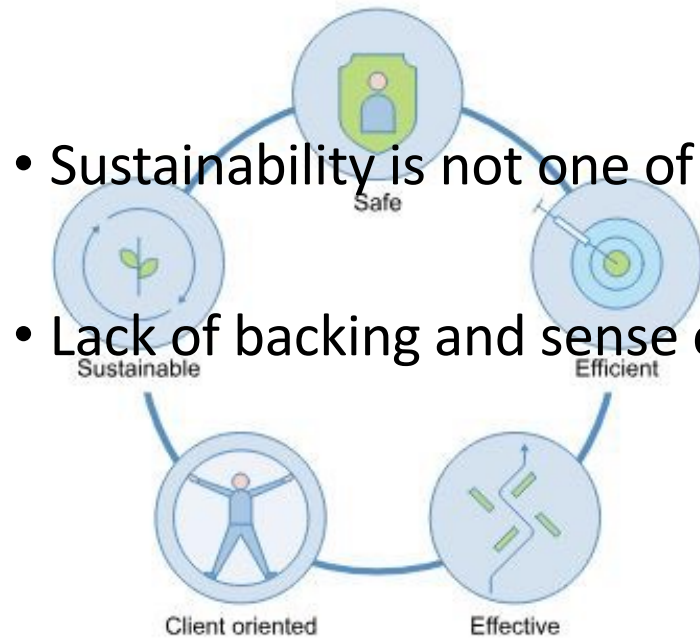 • Sustainability is not one of
Safe
• Lack of backing and sense
Sustainable
Efficient
Client oriented
Effective